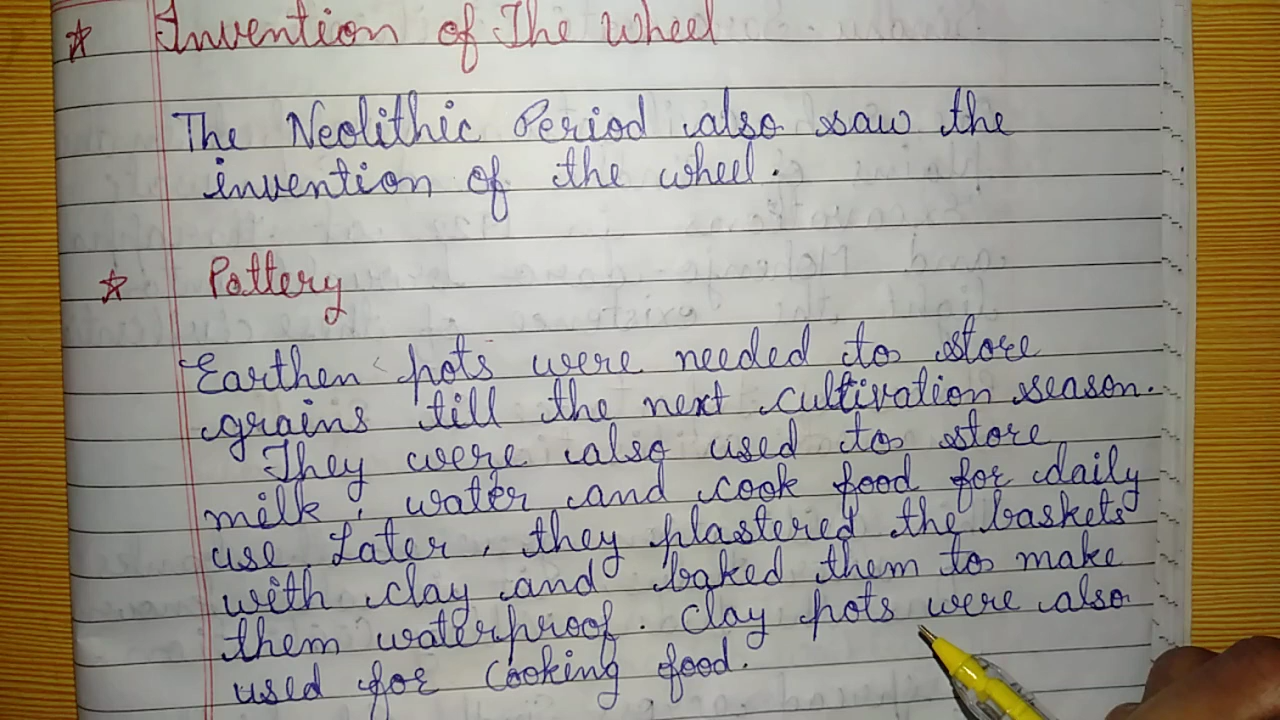 ☆ Invention of The Wheel
The Neolithic Period also saw the
invention of the wheel.
☆ Pottery
Earthen pots were needed to store
grains till the next cultivation season.
They were also used to store
milk, water and cook food for daily
use. Later, they plastered the baskets
with clay and baked them to make
them waterproof. Clay pots were also
used for cooking food.